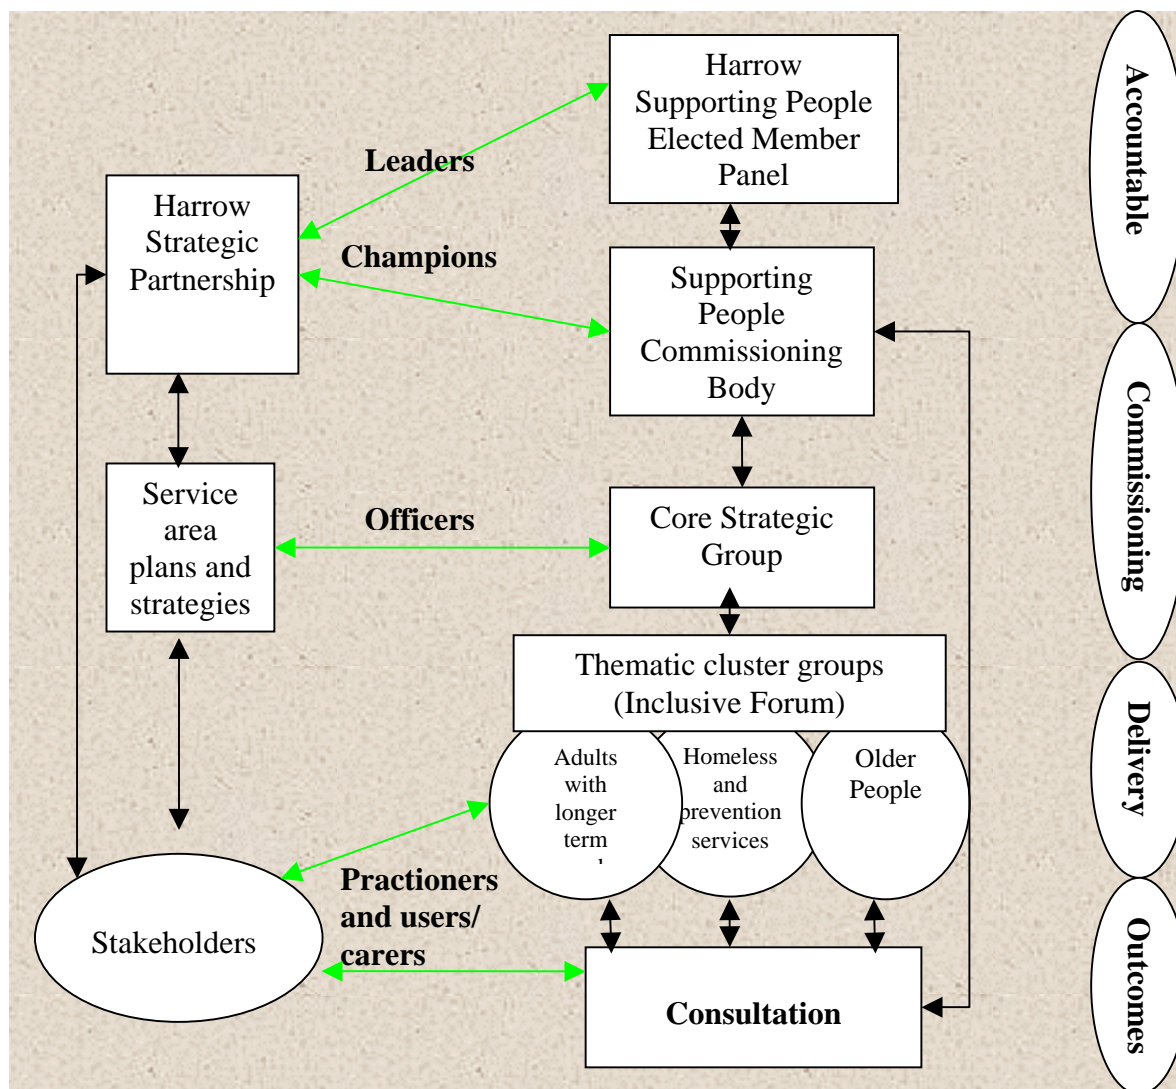 Harrow
Supporting People
Elected Member
Panel
Leaders
Harrow
Strategic
Partnership
Champions
Supporting
People
Commissioning
Body
Service
area
plans and
strategies
Officers
Core Strategic
Group
Thematic cluster groups
(Inclusive Forum)
Adults
with
longer
term
Homeless
and
prevention
services
Older
People
Practioners
and users/
carers
Stakeholders
Consultation
Accountable
Commissioning
Delivery
Outcomes